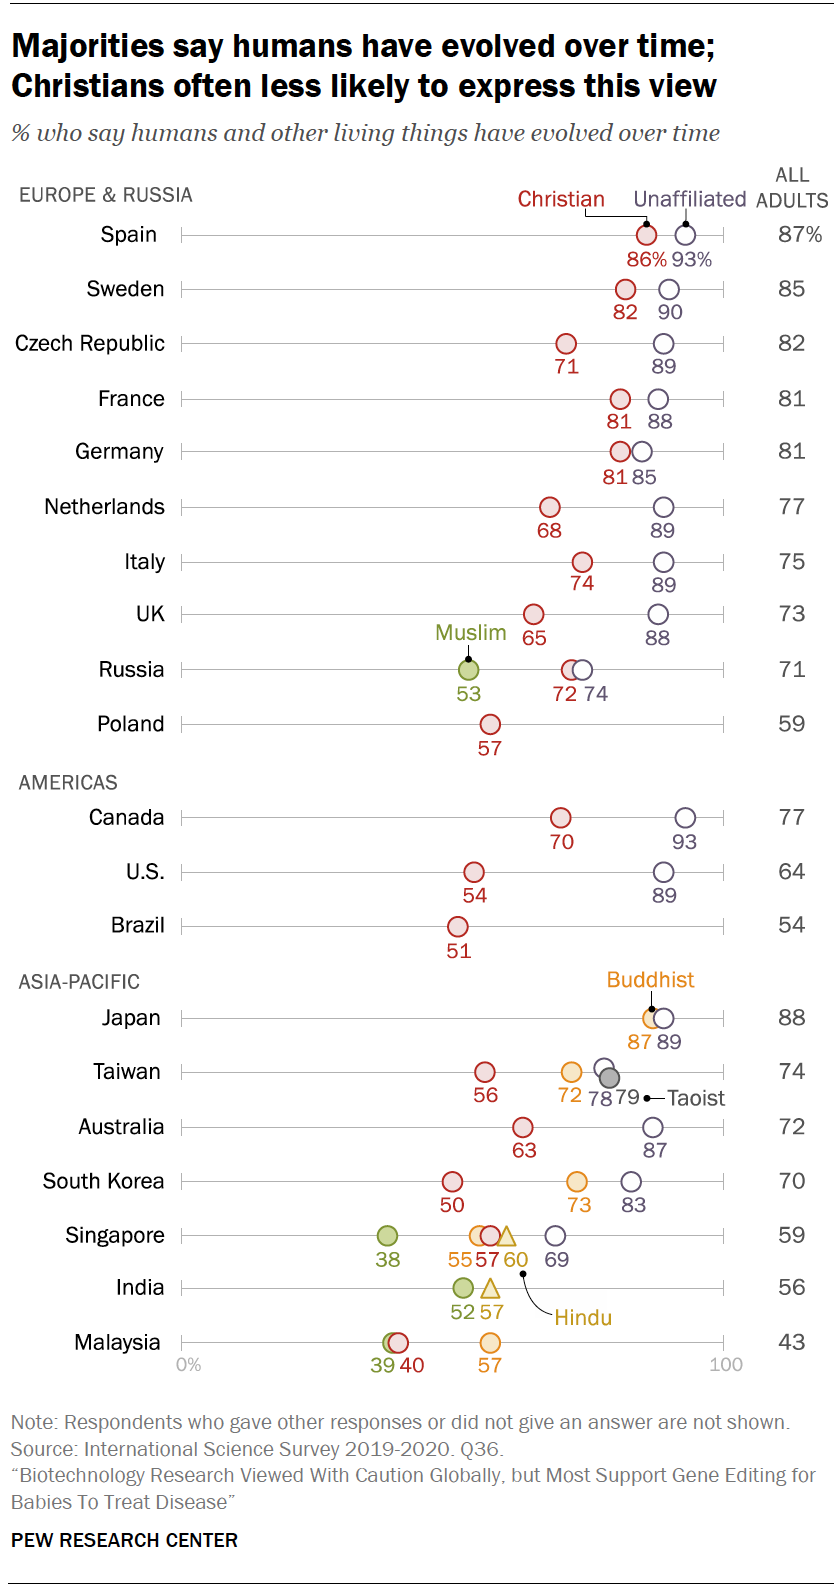 Majorities say humans have evolved over time;
Christians often less likely to express this view
% who say humans and other living things have evolved over time
ALL
EUROPE & RUSSIA Christian Unaffiliated ADULTS
Spain 87%
86% 93%
Sweden 85
82 90
Czech Republic 82
71 89
France 81
81 88
Germany 81
81 85
Netherlands 77
68 89
Italy 75
74 89
UK 73
Muslim 65 88
Russia 71
53 72 74
Poland 59
57
AMERICAS
Canada 77
70 93
U.S. 64
54 89
Brazil 54
51
ASIA-PACIFIC Buddhist
Japan 88
87 89
Taiwan 74
56 72 78 79 Taoist
Australia 72
63 87
South Korea 70
50 73 83
Singapore 59
38 55 57 60 69
India 56
52 57 Hindu
Malaysia 43
0% 39 40 57 100
Note: Respondents who gave other responses or did not give an answer are not shown.
Source: International Science Survey 2019-2020. Q36.
“Biotechnology Research Viewed With Caution Globally, but Most Support Gene Editing for
Babies To Treat Disease”
PEW RESEARCH CENTER